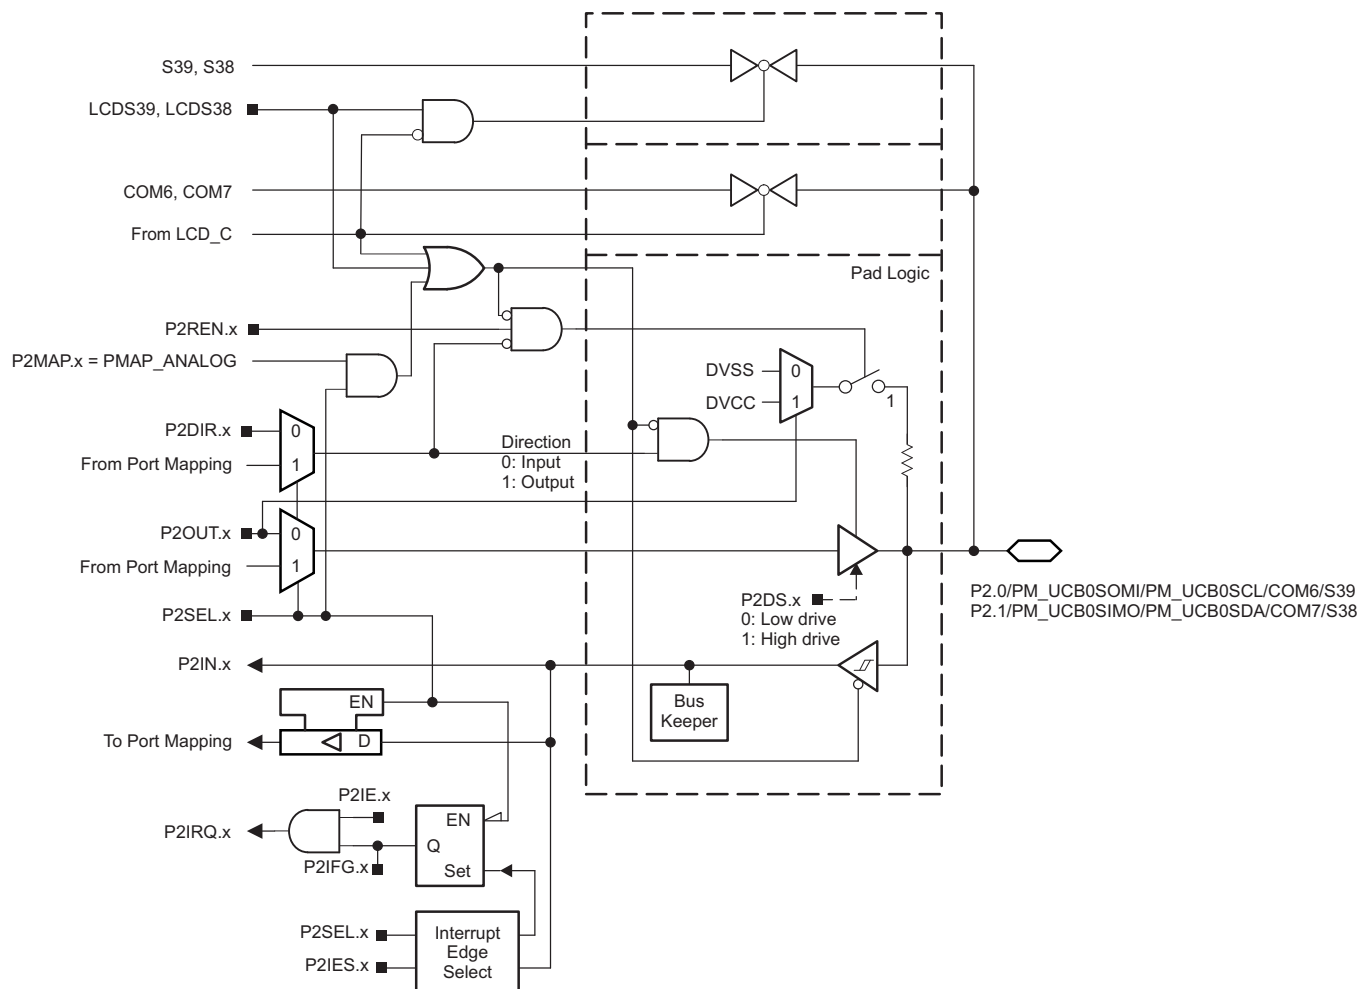 S39, S38
LCDS39, LCDS38
COM6, COM7
From LCD_C
Pad Logic
P2REN.x
P2MAP.x = PMAP_ANALOG
DVSS
0
DVCC
1
1
P2DIR.x
0
From Port Mapping
1
Direction
0: Input
1: Output
P2OUT.x
0
From Port Mapping
1
P2DS.x
0: Low drive
1: High drive
P2.0/PM_UCB0SOMI/PM_UCB0SCL/COM6/S39
P2.1/PM_UCB0SIMO/PM_UCB0SDA/COM7/S38
P2SEL.x
P2IN.x
Bus
Keeper
EN
To Port Mapping
D
P2IE.x
P2IRQ.x
EN
Q
P2IFG.x
Set
P2SEL.x
P2IES.x
Interrupt
Edge
Select